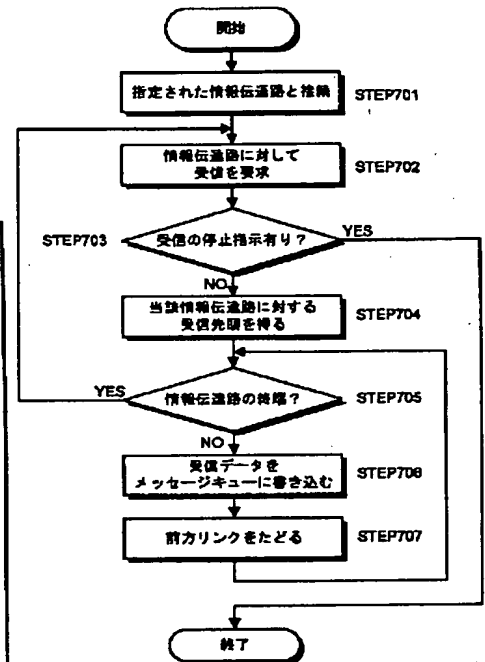 開始
指定された情報伝達路と接続
STEP701
情報伝達路に対して
受信を要求
STEP702
STEP703
受信の停止指示有り?
YES
NO
当該情報伝達路に対する
受信先頭を得る
STEP704
YES
情報伝達路の終端?
STEP705
NO
受信データを
メッセージキューに書き込む
STEP706
前方リンクをたどる
STEP707
終了